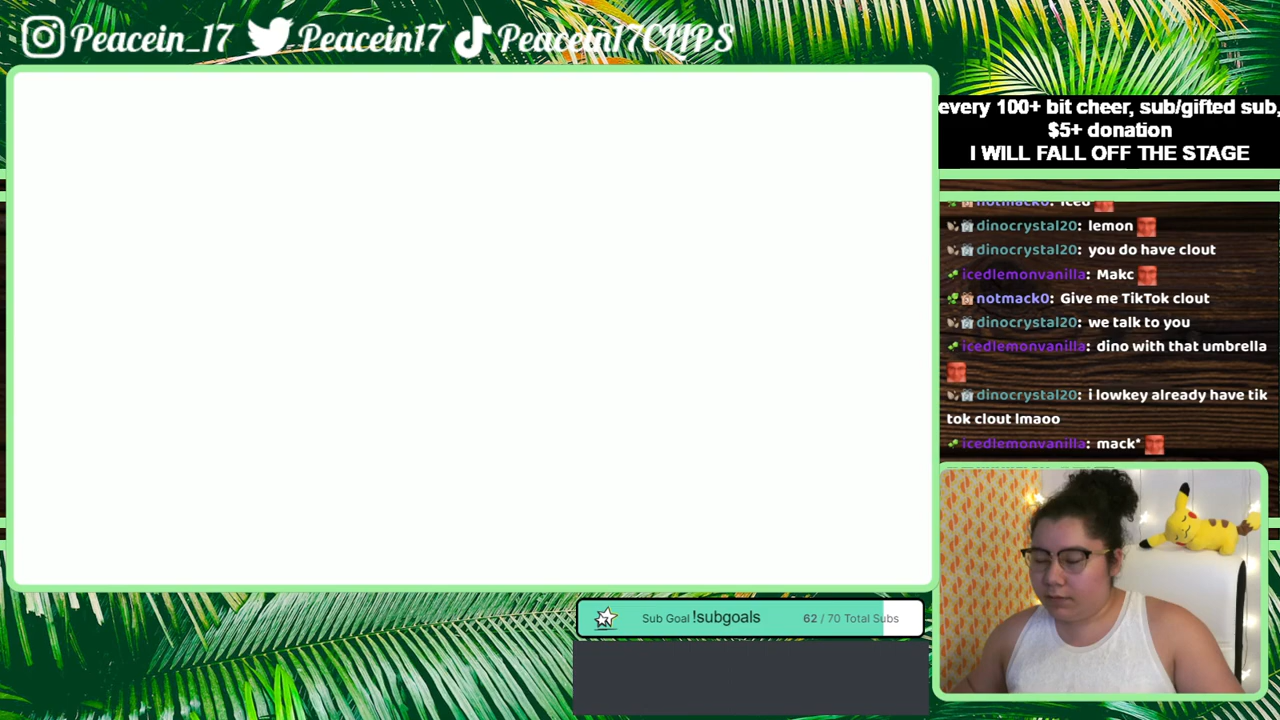 Peacein_17 Peacein17 Peacein17ClIPS
every 100+ bit cheer, sub/gifted sub,
$5+ donation
I WILL FALL OFF THE STAGE
notmack0: Iced
dinocrystal20: lemon
dinocrystal20: you do have clout
icedlemonvanilla: Makc
notmack0: Give me TikTok clout
dinocrystal20: we talk to you
icedlemonvanilla: dino with that umbrella
dinocrystal20: i lowkey already have tik
tok clout lmaoo
icedlemonvanilla: mack*
Sub Goal !subgoals 62 / 70 Total Subs